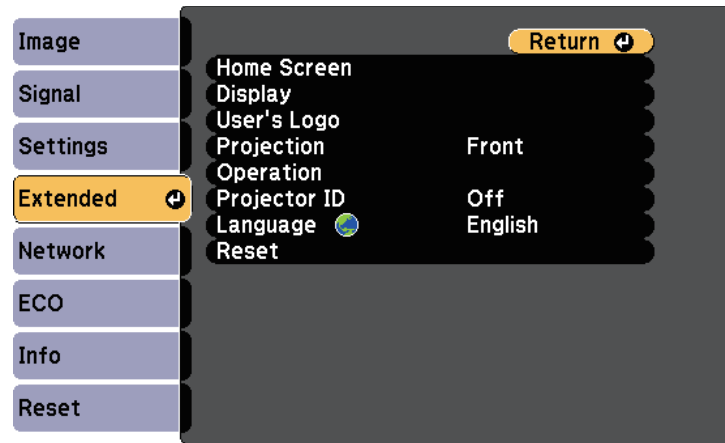 Image
Signal
Settings
Extended
Network
ECO
Info
Reset
Return
Home Screen
Display
User's Logo
Projection Front
Operation
Projector ID Off
Language English
Reset